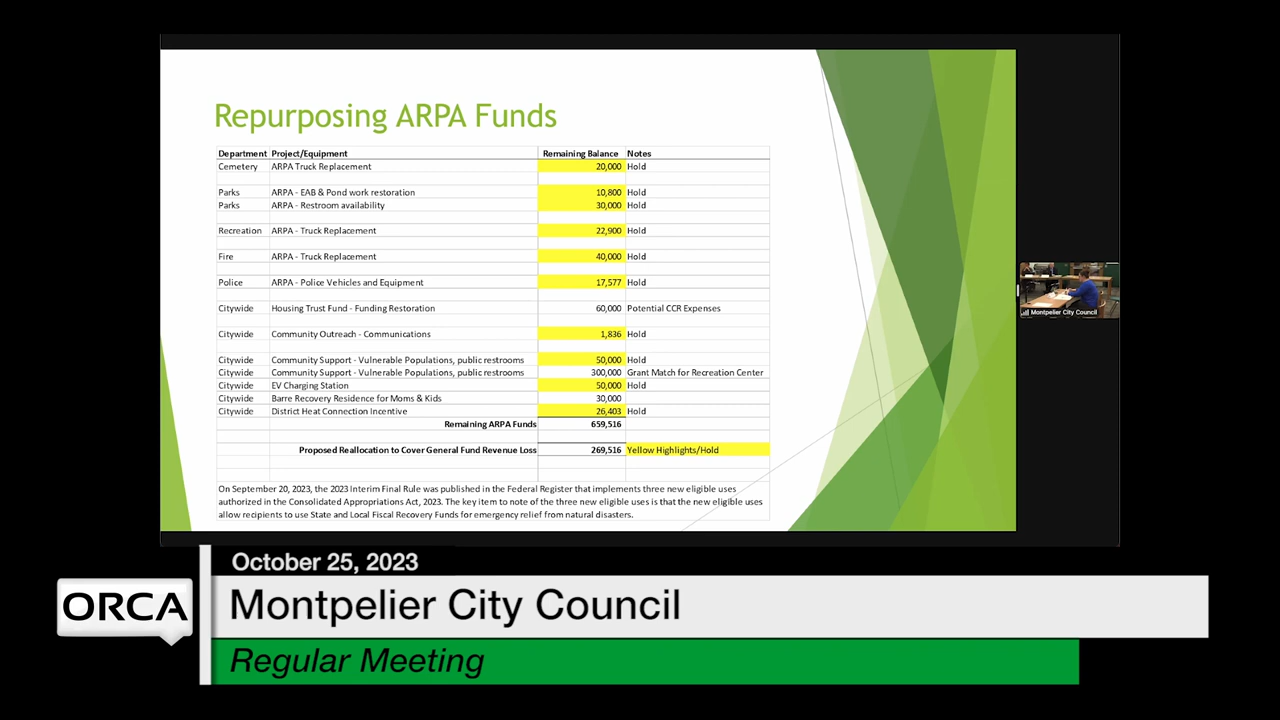 Repurposing ARPA Funds
Department Project/Equipment Remaining Balance Notes
Cemetery ARPA Truck Replacement 20,000 Hold
Parks ARPA - EAB & Pond work restoration 10,800 Hold
Parks ARPA - Restroom availability 30,000 Hold
Recreation ARPA - Truck Replacement 22,900 Hold
Fire ARPA - Truck Replacement 40,000 Hold
Police ARPA - Police Vehicles and Equipment 17,577 Hold
Citywide Housing Trust Fund - Funding Restoration 60,000 Potential CCR Expenses
Citywide Community Outreach - Communications 1,836 Hold
Citywide Community Support - Vulnerable Populations, public restrooms 50,000 Hold
Citywide Community Support - Vulnerable Populations, public restrooms 300,000 Grant Match for Recreation Center
Citywide EV Charging Station 50,000 Hold
Citywide Barre Recovery Residence for Moms & Kids 30,000
Citywide District Heat Connection Incentive 26,403 Hold
Remaining ARPA Funds 659,516
Proposed Reallocation to Cover General Fund Revenue Loss 269,516 Yellow Highlights/Hold
On September 20, 2023, the 2023 Interim Final Rule was published in the Federal Register that implements three new eligible uses
authorized in the Consolidated Appropriations Act, 2023. The key item to note of the three new eligible uses is that the new eligible uses
allow recipients to use State and Local Fiscal Recovery Funds for emergency relief from natural disasters.
Montpelier City Council
October 25, 2023
ORCA
Montpelier City Council
Regular Meeting